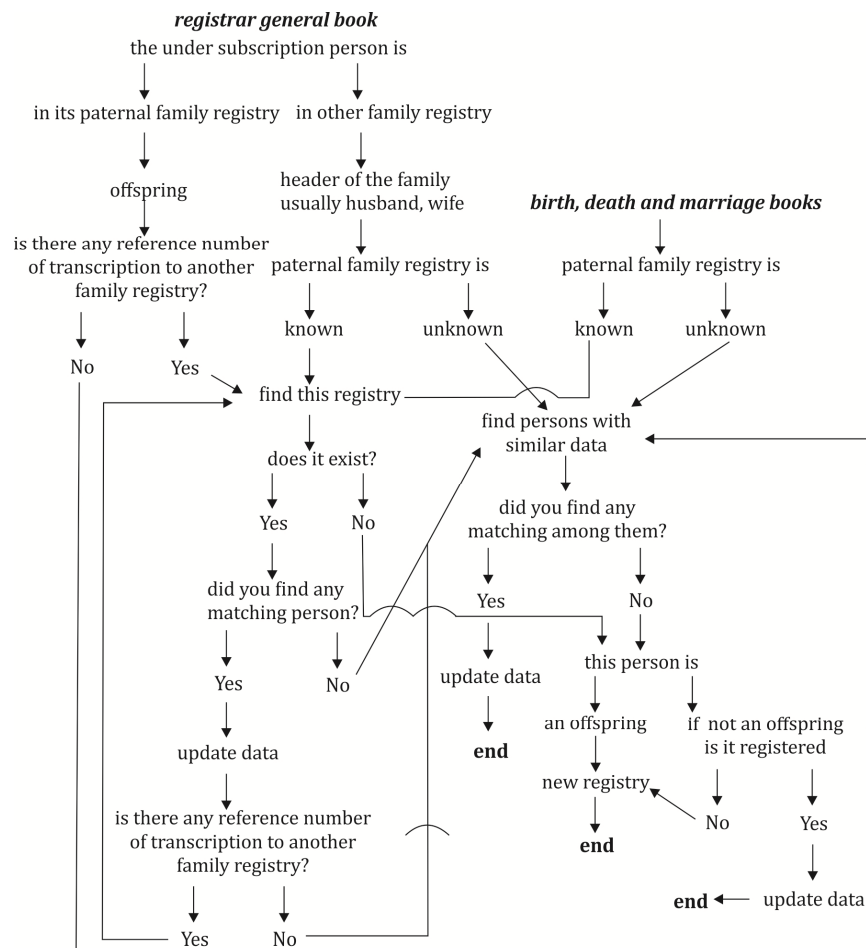 registrar general book
the under subscription person is
in its paternal family registry
in other family registry
offspring
header of the family
usually husband, wife
birth, death and marriage books
is there any reference number
of transcription to another
family registry?
paternal family registry is
paternal family registry is
known
unknown
known
unknown
No
Yes
find this registry
find persons with
similar data
does it exist?
did you find any
matching among them?
Yes
No
did you find any
matching person?
Yes
No
this person is
Yes
No
update data
an offspring
if not an offspring
is it registered
update data
end
new registry
is there any reference number
of transcription to another
family registry?
No
Yes
end
end
update data
Yes
No